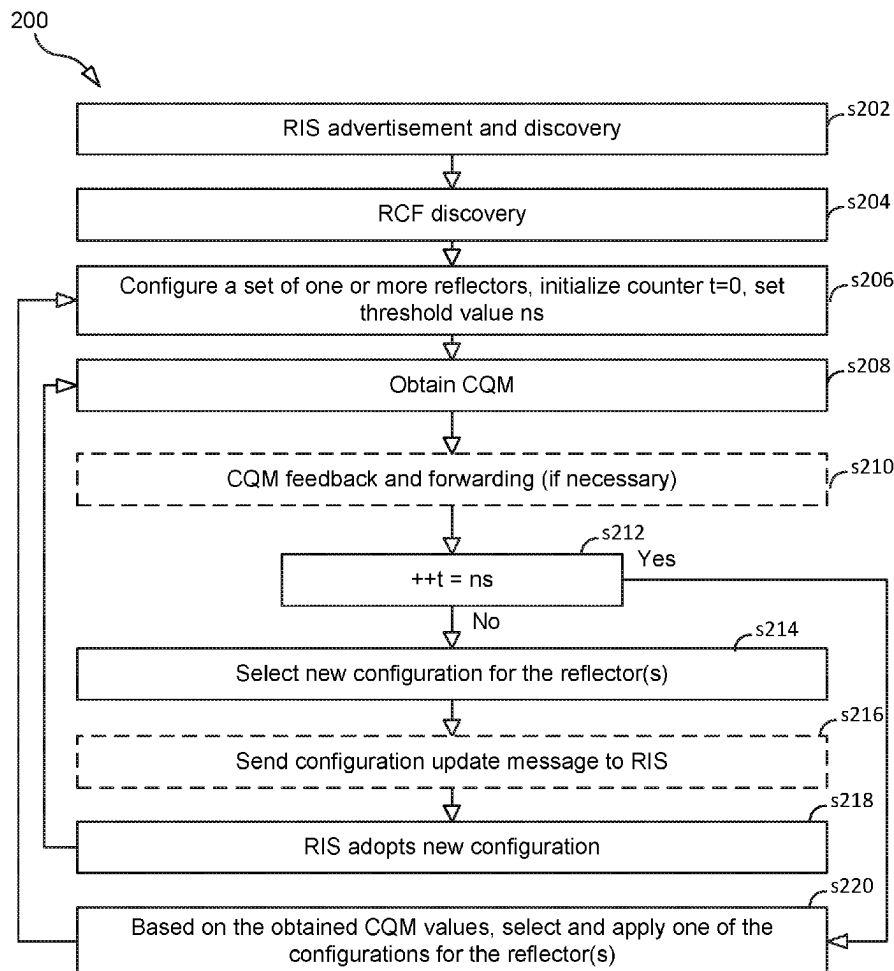 200
s202
RIS advertisement and discovery
s204
RCF discovery
s206
Configure a set of one or more reflectors, initialize counter t=0, set
threshold value ns
s208
Obtain CQM
s210
CQM feedback and forwarding (if necessary)
s212
++t = ns
Yes
No
s214
Select new configuration for the reflector(s)
s216
Send configuration update message to RIS
s218
RIS adopts new configuration
s220
Based on the obtained CQM values, select and apply one of the
configurations for the reflector(s)